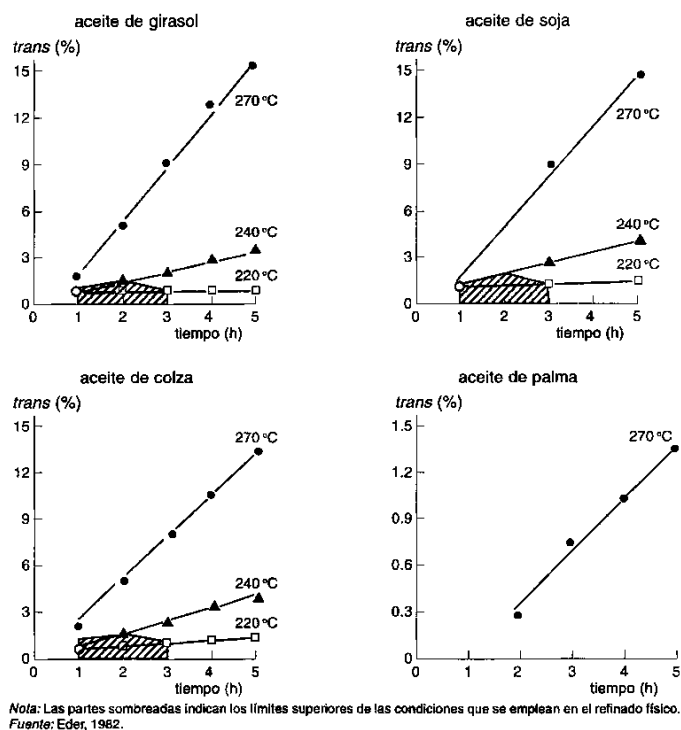 aceite de girasol
trans (%)
15
12
9
6
3
0
270 °C
240 °C
220 °C
0 1 2 3 4 5
tiempo (h)
aceite de soja
trans (%)
15
12
9
6
3
0
270 °C
240 °C
220 °C
0 1 2 3 4 5
tiempo (h)
aceite de colza
trans (%)
15
12
9
6
3
0
270 °C
240 °C
220 °C
0 1 2 3 4 5
tiempo (h)
aceite de palma
trans (%)
1.5
1.2
0.9
0.6
0.3
0
270 °C
0 1 2 3 4 5
tiempo (h)
Nota: Las partes sombreadas indican los límites superiores de las condiciones que se emplean en el refinado físico.
Fuente: Eder, 1982.